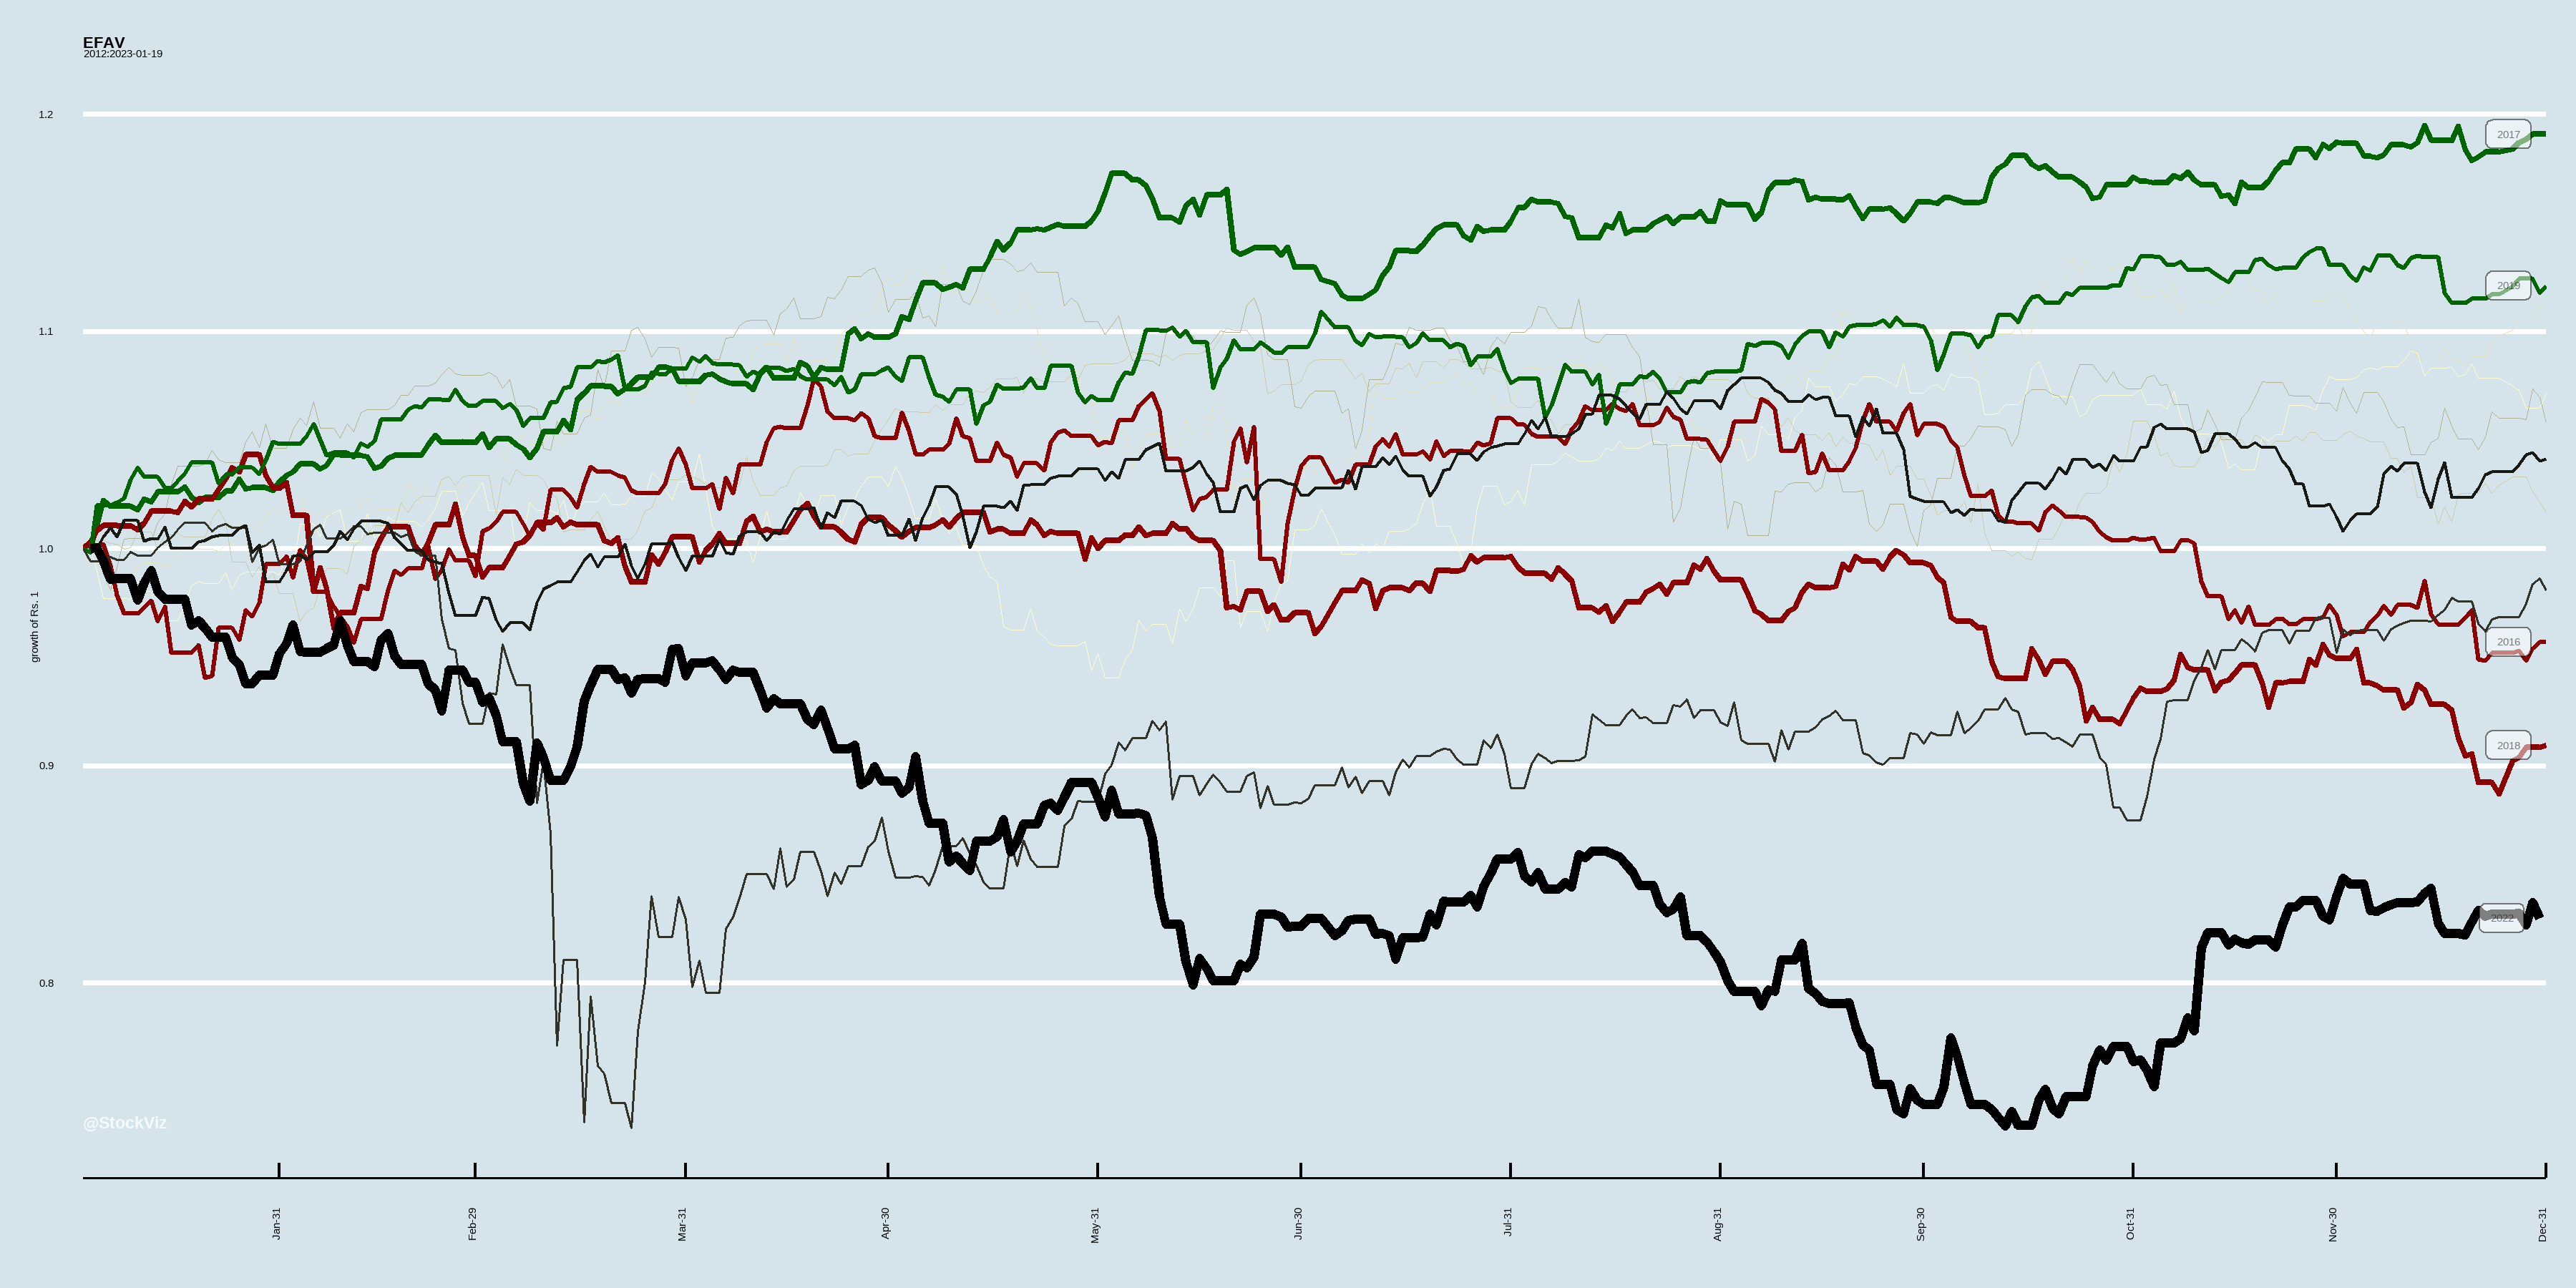 EFAV
2012:2023-01-19
1.2
1.1
1.0
0.9
0.8
growth of Rs. 1
2017
2019
2016
2018
2022
@StockViz
Jan-31
Feb-29
Mar-31
Apr-30
May-31
Jun-30
Jul-31
Aug-31
Sep-30
Oct-31
Nov-30
Dec-31